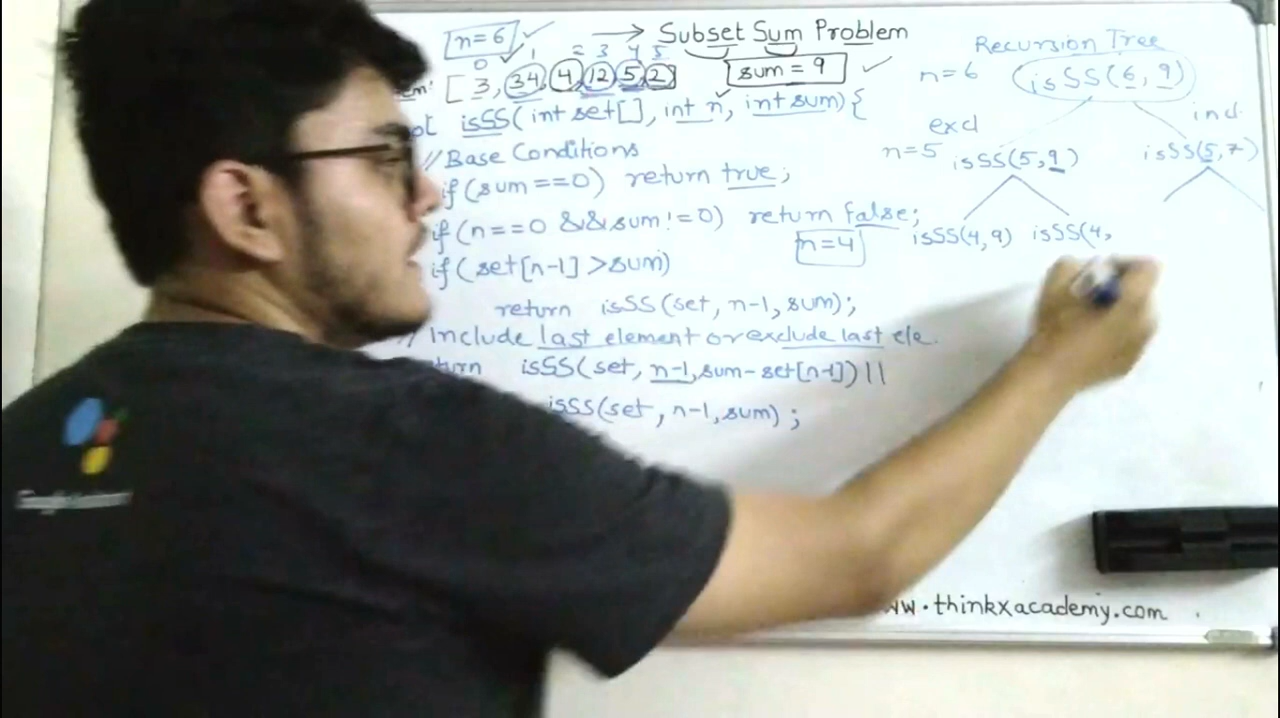 n=6
→ Subset Sum Problem
0 1 2 3 4 5
[ 3, 34, 4, 12, 5, 2 ]
sum = 9
isSS(int set[], int n, int sum) {
// Base Conditions
if (sum==0) return true;
if (n==0 && sum!=0) return false;
if (set[n-1] >sum)
return isSS(set, n-1, sum);
// Include last element or exclude last ele.
isSS(set, n-1, sum-set[n-1]) ||
isSS(set, n-1, sum);
Recursion Tree
n=6 isSS(6, 9)
excl incl
n=5 isSS(5, 9) isSS(5, 7)
n=4 isSS(4, 9) isSS(4,
.thinkxacademy.com